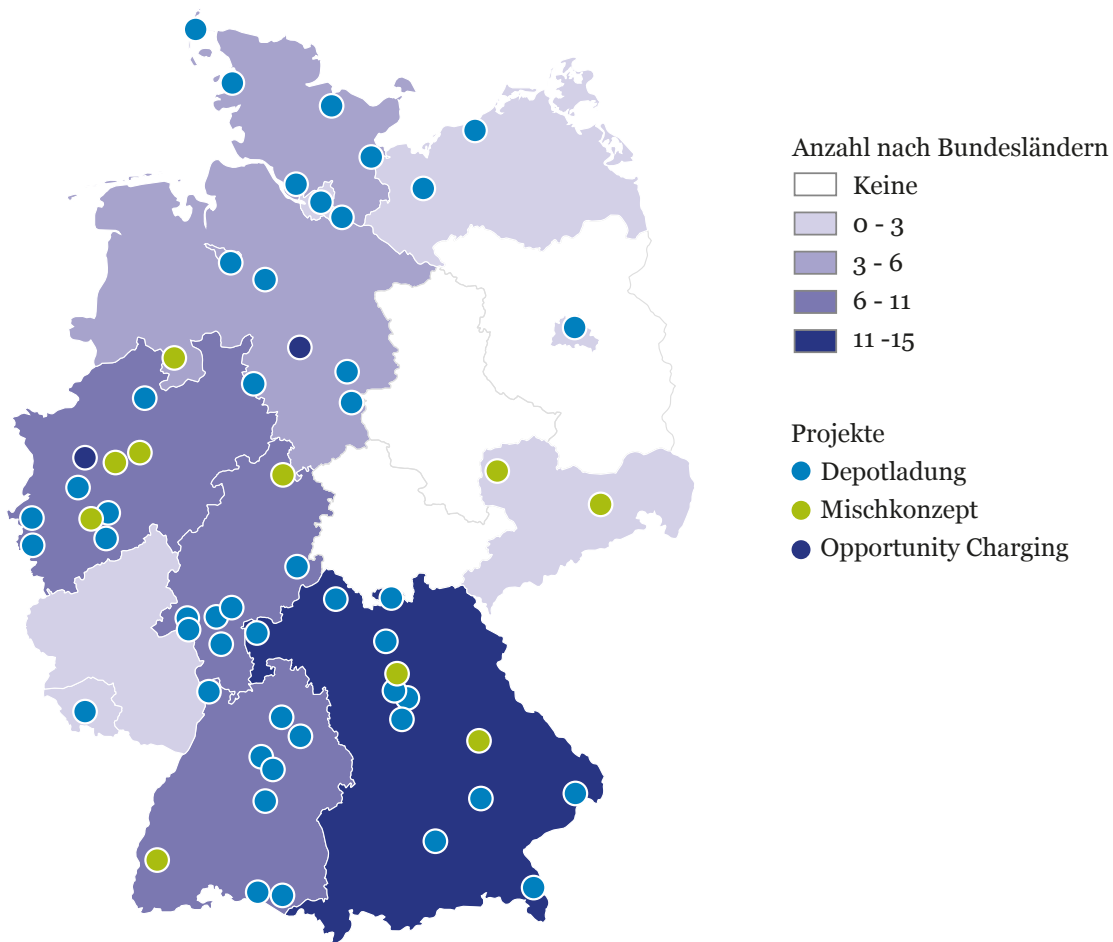 Anzahl nach Bundesländern
Keine
0 - 3
3 - 6
6 - 11
11 -15
Projekte
Depotladung
Mischkonzept
Opportunity Charging